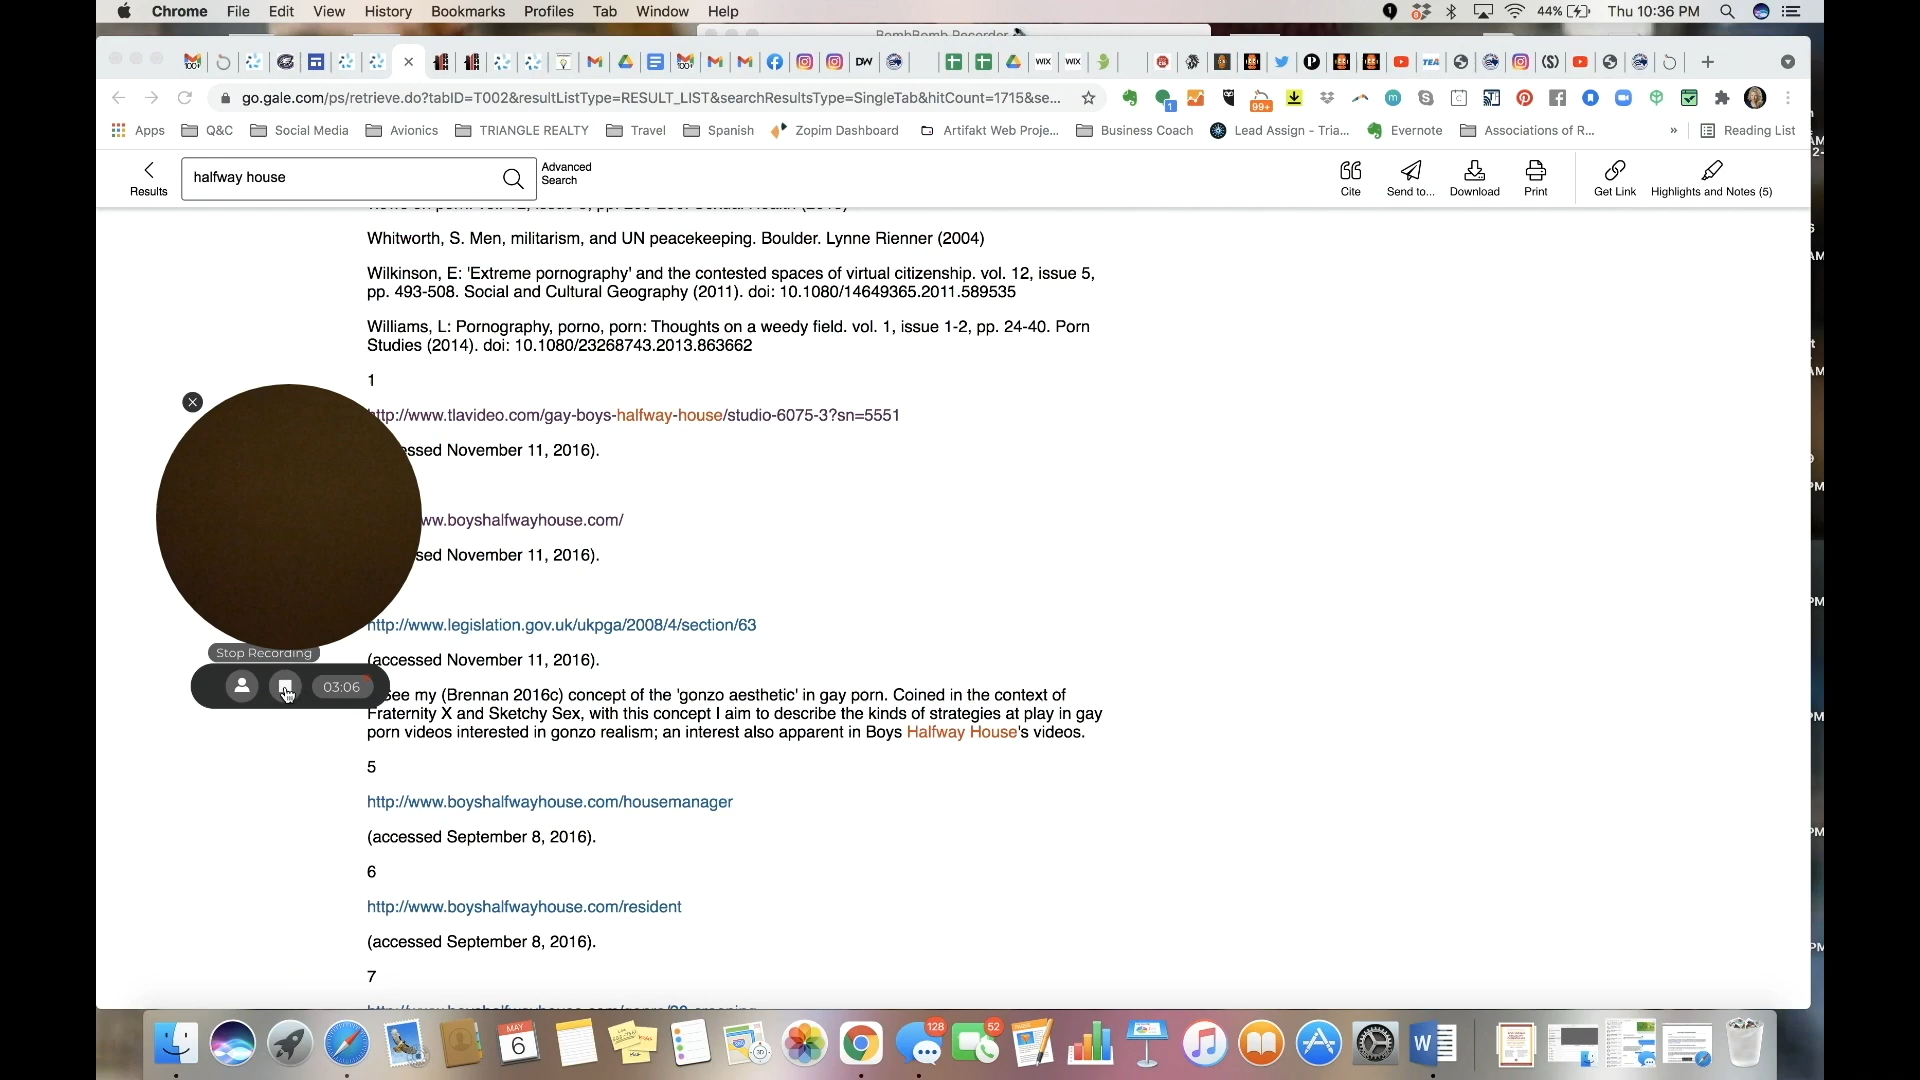 Chrome File Edit View History Bookmarks Profiles Tab Window Help
44% Thu 10:36 PM
BombBomb Recorder
go.gale.com/ps/retrieve.do?tabID=T002&resultListType=RESULT_LIST&searchResultsType=SingleTab&hitCount=1715&se...
Apps Q&C Social Media Avionics TRIANGLE REALTY Travel Spanish Zopim Dashboard Artifakt Web Proje... Business Coach Lead Assign - Tria... Evernote Associations of R... » Reading List
Results
halfway house
Advanced
Search
Cite Send to... Download Print Get Link Highlights and Notes (5)
Whitworth, S. Men, militarism, and UN peacekeeping. Boulder. Lynne Rienner (2004)
Wilkinson, E: 'Extreme pornography' and the contested spaces of virtual citizenship. vol. 12, issue 5,
pp. 493-508. Social and Cultural Geography (2011). doi: 10.1080/14649365.2011.589535
Williams, L: Pornography, porno, porn: Thoughts on a weedy field. vol. 1, issue 1-2, pp. 24-40. Porn
Studies (2014). doi: 10.1080/23268743.2013.863662
1
http://www.tlavideo.com/gay-boys-halfway-house/studio-6075-3?sn=5551
essed November 11, 2016).
ww.boyshalfwayhouse.com/
sed November 11, 2016).
http://www.legislation.gov.uk/ukpga/2008/4/section/63
Stop Recording
(accessed November 11, 2016).
03:06
See my (Brennan 2016c) concept of the 'gonzo aesthetic' in gay porn. Coined in the context of
Fraternity X and Sketchy Sex, with this concept I aim to describe the kinds of strategies at play in gay
porn videos interested in gonzo realism; an interest also apparent in Boys Halfway House's videos.
5
http://www.boyshalfwayhouse.com/housemanager
(accessed September 8, 2016).
6
http://www.boyshalfwayhouse.com/resident
(accessed September 8, 2016).
7
MAY
6
128
52